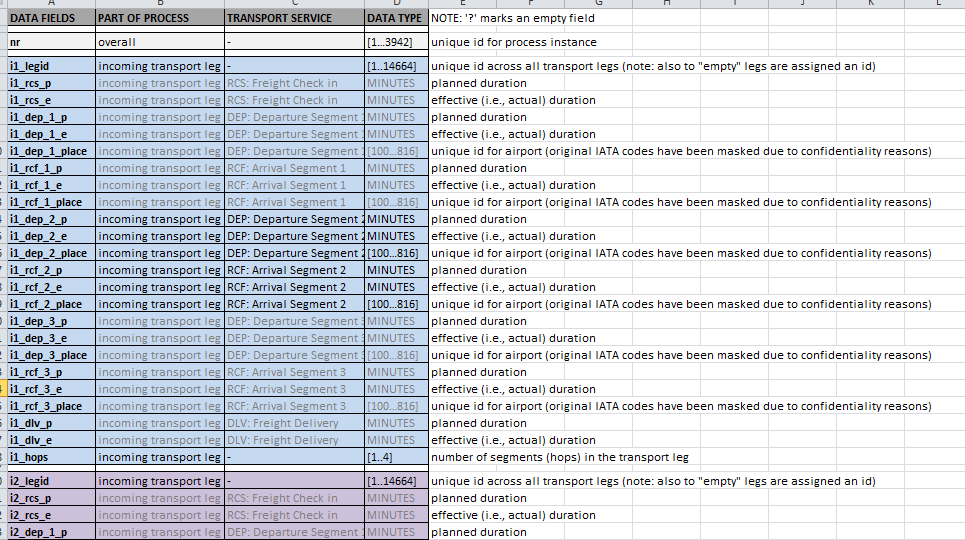 A B C D E F G H I J K L
DATA FIELDS PART OF PROCESS TRANSPORT SERVICE DATA TYPE NOTE: '?' marks an empty field
nr overall - [1...3942] unique id for process instance
i1_legid incoming transport leg - [1..14664] unique id across all transport legs (note: also to "empty" legs are assigned an id)
i1_rcs_p incoming transport leg RCS: Freight Check in MINUTES planned duration
i1_rcs_e incoming transport leg RCS: Freight Check in MINUTES effective (i.e., actual) duration
i1_dep_1_p incoming transport leg DEP: Departure Segment 1 MINUTES planned duration
i1_dep_1_e incoming transport leg DEP: Departure Segment 1 MINUTES effective (i.e., actual) duration
i1_dep_1_place incoming transport leg DEP: Departure Segment 1 [100...816] unique id for airport (original IATA codes have been masked due to confidentiality reasons)
i1_rcf_1_p incoming transport leg RCF: Arrival Segment 1 MINUTES planned duration
i1_rcf_1_e incoming transport leg RCF: Arrival Segment 1 MINUTES effective (i.e., actual) duration
i1_rcf_1_place incoming transport leg RCF: Arrival Segment 1 [100...816] unique id for airport (original IATA codes have been masked due to confidentiality reasons)
i1_dep_2_p incoming transport leg DEP: Departure Segment 2 MINUTES planned duration
i1_dep_2_e incoming transport leg DEP: Departure Segment 2 MINUTES effective (i.e., actual) duration
i1_dep_2_place incoming transport leg DEP: Departure Segment 2 [100...816] unique id for airport (original IATA codes have been masked due to confidentiality reasons)
i1_rcf_2_p incoming transport leg RCF: Arrival Segment 2 MINUTES planned duration
i1_rcf_2_e incoming transport leg RCF: Arrival Segment 2 MINUTES effective (i.e., actual) duration
i1_rcf_2_place incoming transport leg RCF: Arrival Segment 2 [100...816] unique id for airport (original IATA codes have been masked due to confidentiality reasons)
i1_dep_3_p incoming transport leg DEP: Departure Segment 3 MINUTES planned duration
i1_dep_3_e incoming transport leg DEP: Departure Segment 3 MINUTES effective (i.e., actual) duration
i1_dep_3_place incoming transport leg DEP: Departure Segment 3 [100...816] unique id for airport (original IATA codes have been masked due to confidentiality reasons)
i1_rcf_3_p incoming transport leg RCF: Arrival Segment 3 MINUTES planned duration
i1_rcf_3_e incoming transport leg RCF: Arrival Segment 3 MINUTES effective (i.e., actual) duration
i1_rcf_3_place incoming transport leg RCF: Arrival Segment 3 [100...816] unique id for airport (original IATA codes have been masked due to confidentiality reasons)
i1_dlv_p incoming transport leg DLV: Freight Delivery MINUTES planned duration
i1_dlv_e incoming transport leg DLV: Freight Delivery MINUTES effective (i.e., actual) duration
i1_hops incoming transport leg - [1..4] number of segments (hops) in the transport leg
i2_legid incoming transport leg - [1..14664] unique id across all transport legs (note: also to "empty" legs are assigned an id)
i2_rcs_p incoming transport leg RCS: Freight Check in MINUTES planned duration
i2_rcs_e incoming transport leg RCS: Freight Check in MINUTES effective (i.e., actual) duration
i2_dep_1_p incoming transport leg DEP: Departure Segment 1 MINUTES planned duration